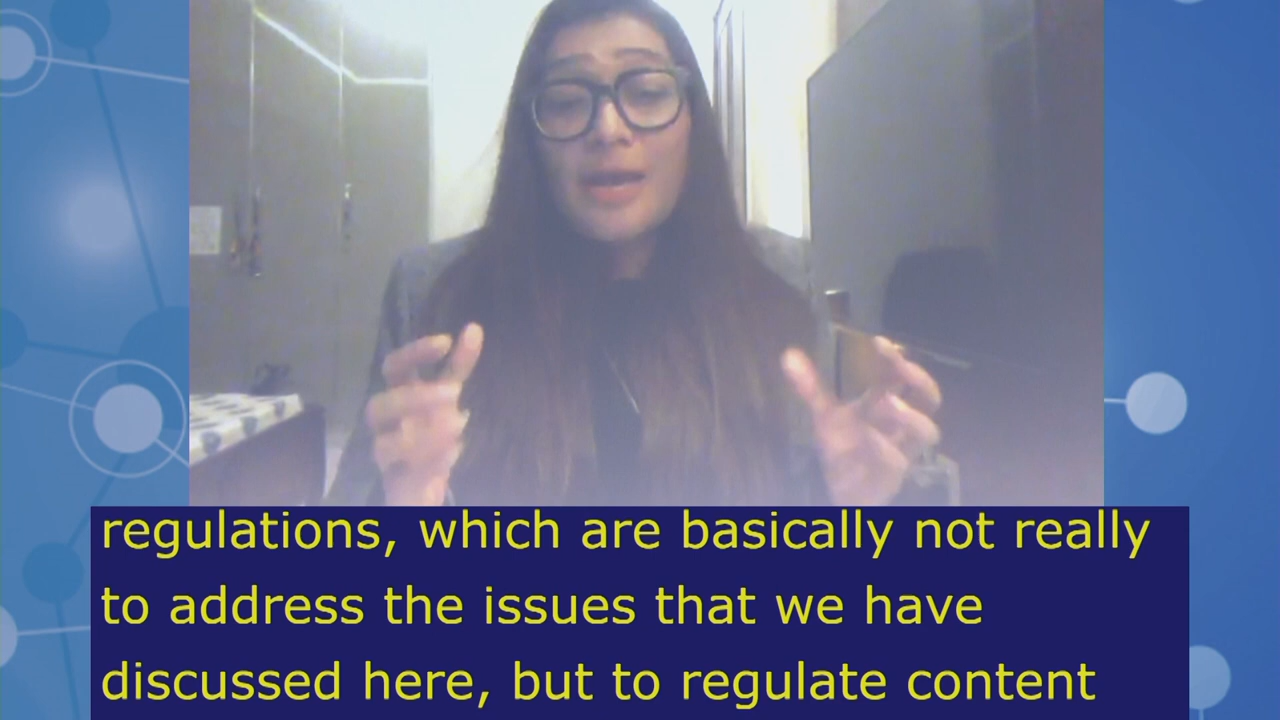 regulations, which are basically not really
to address the issues that we have
discussed here, but to regulate content